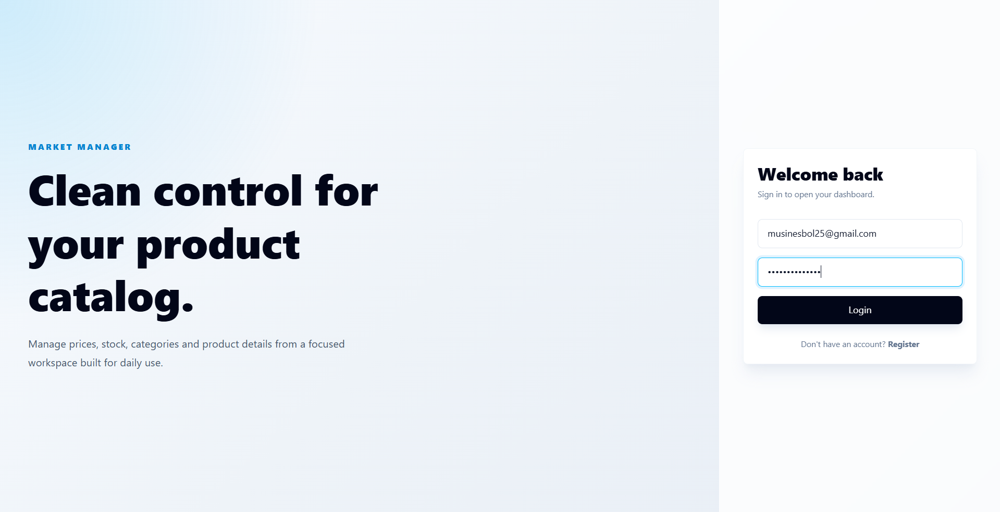 MARKET MANAGER
Clean control for
your product
catalog.
Manage prices, stock, categories and product details from a focused
workspace built for daily use.
Welcome back
Sign in to open your dashboard.
musinesbol25@gmail.com
••••••••••••••
Login
Don't have an account? Register